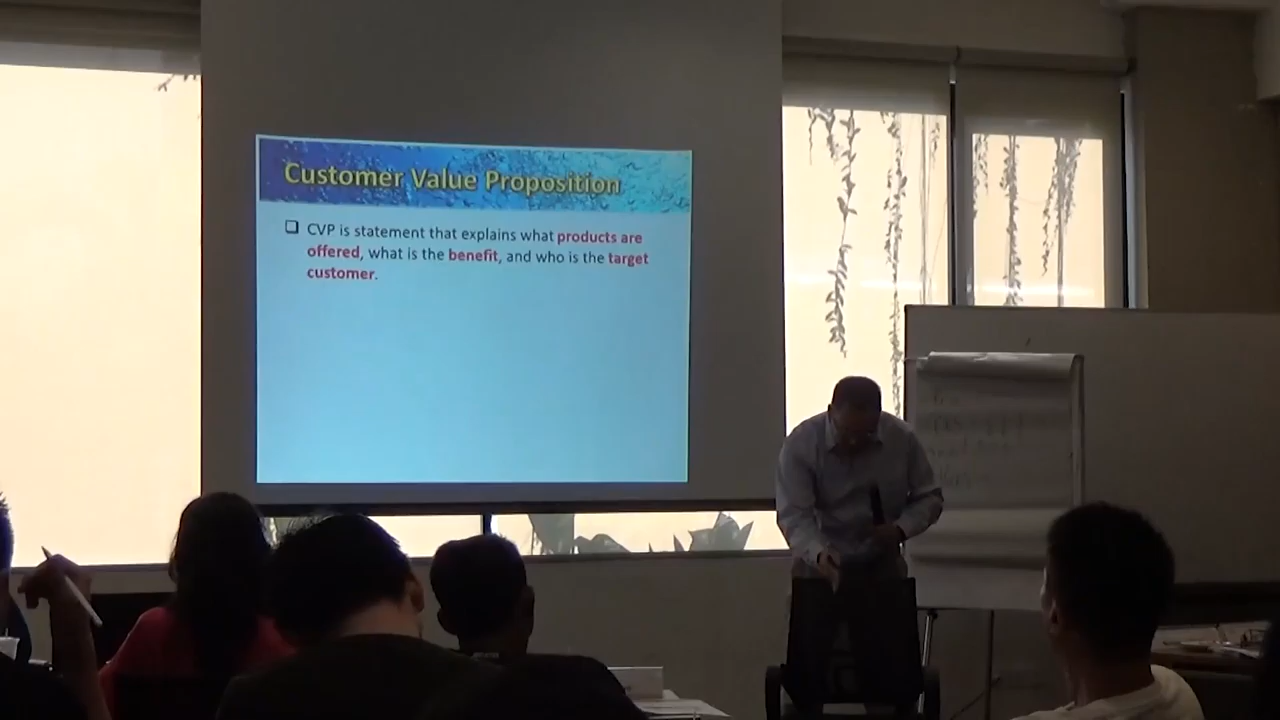 Customer Value Proposition
❑ CVP is statement that explains what products are
offered, what is the benefit, and who is the target
customer.